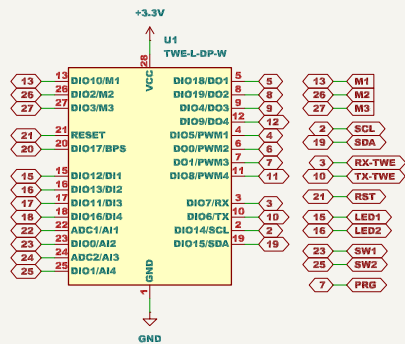 +3.3V
U1
TWE-L-DP-W
28
VCC
13 13 DIO10/M1 DIO18/DO1 5 5
26 26 DIO2/M2 DIO19/DO2 8 8
27 27 DIO3/M3 DIO4/DO3 9 9
DIO9/DO4 12 12
21 21 RESET DIO5/PWM1 4 4
20 20 DIO17/BPS DO0/PWM2 6 6
DO1/PWM3 7 7
15 15 DIO12/DI1 DIO8/PWM4 11 11
16 16 DIO13/DI2
17 17 DIO11/DI3 DIO7/RX 3 3
18 18 DIO16/DI4 DIO6/TX 10 10
22 22 ADC1/AI1 DIO14/SCL 2 2
23 23 DIO0/AI2 DIO15/SDA 19 19
24 24 ADC2/AI3
25 25 DIO1/AI4
GND
1
GND
13 M1
26 M2
27 M3
2 SCL
19 SDA
3 RX-TWE
10 TX-TWE
21 RST
15 LED1
16 LED2
23 SW1
25 SW2
7 PRG